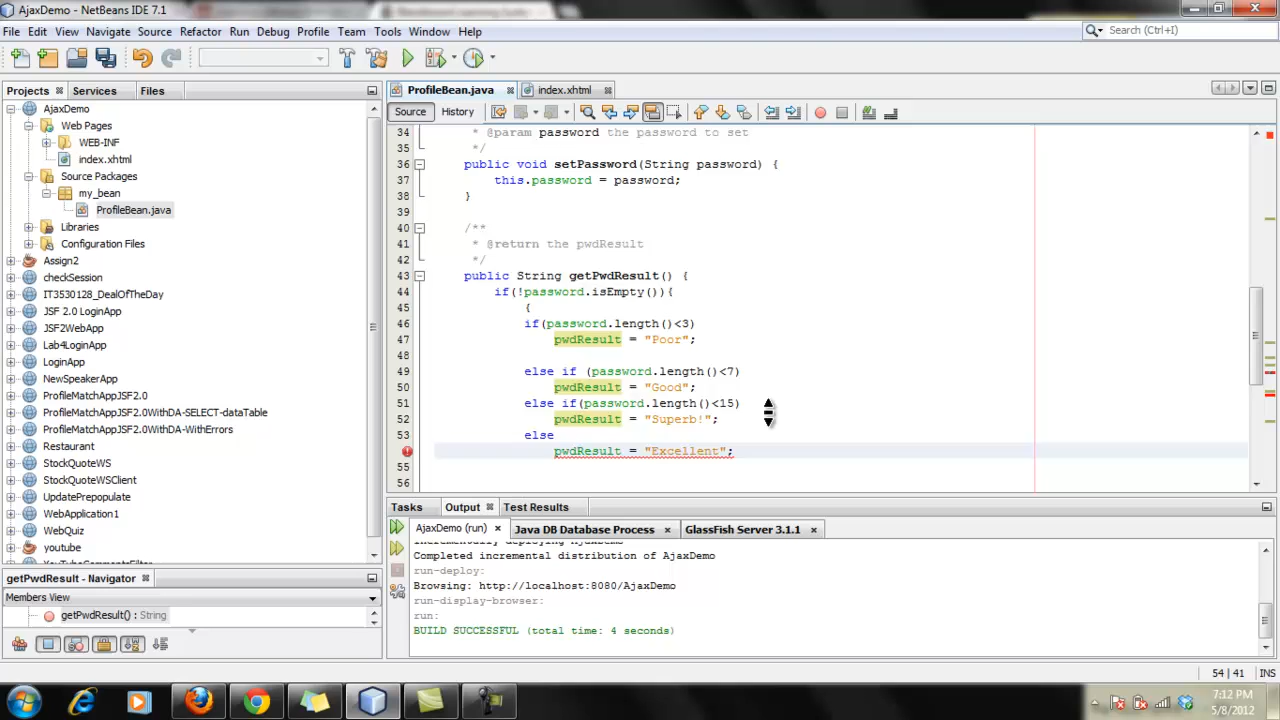 AjaxDemo - NetBeans IDE 7.1
File Edit View Navigate Source Refactor Run Debug Profile Team Tools Window Help
Search (Ctrl+I)
Projects Services Files
ProfileBean.java index.xhtml
Source History
AjaxDemo
Web Pages
WEB-INF
index.xhtml
Source Packages
my_bean
ProfileBean.java
Libraries
Configuration Files
Assign2
checkSession
IT3530128_DealOfTheDay
JSF 2.0 LoginApp
JSF2WebApp
Lab4LoginApp
LoginApp
NewSpeakerApp
ProfileMatchAppJSF2.0
ProfileMatchAppJSF2.0WithDA-SELECT-dataTable
ProfileMatchAppJSF2.0WithDA-WithErrors
Restaurant
StockQuoteWS
StockQuoteWSClient
UpdatePrepopulate
WebApplication1
WebQuiz
youtube
YouTubeCommentsFilter
34 * @param password the password to set
35 */
36 public void setPassword(String password) {
37 this.password = password;
38 }
39
40 /**
41 * @return the pwdResult
42 */
43 public String getPwdResult() {
44 if(!password.isEmpty()){
45 {
46 if(password.length()<3)
47 pwdResult = "Poor";
48
49 else if (password.length()<7)
50 pwdResult = "Good";
51 else if(password.length()<15)
52 pwdResult = "Superb!";
53 else
54 pwdResult = "Excellent";
55
56
getPwdResult - Navigator
Members View
getPwdResult() : String
Tasks Output Test Results
AjaxDemo (run) Java DB Database Process GlassFish Server 3.1.1
Incrementally deploying AjaxDemo
Completed incremental distribution of AjaxDemo
run-deploy:
Browsing: http://localhost:8080/AjaxDemo
run-display-browser:
run:
BUILD SUCCESSFUL (total time: 4 seconds)
54 | 41 INS
7:12 PM
5/8/2012